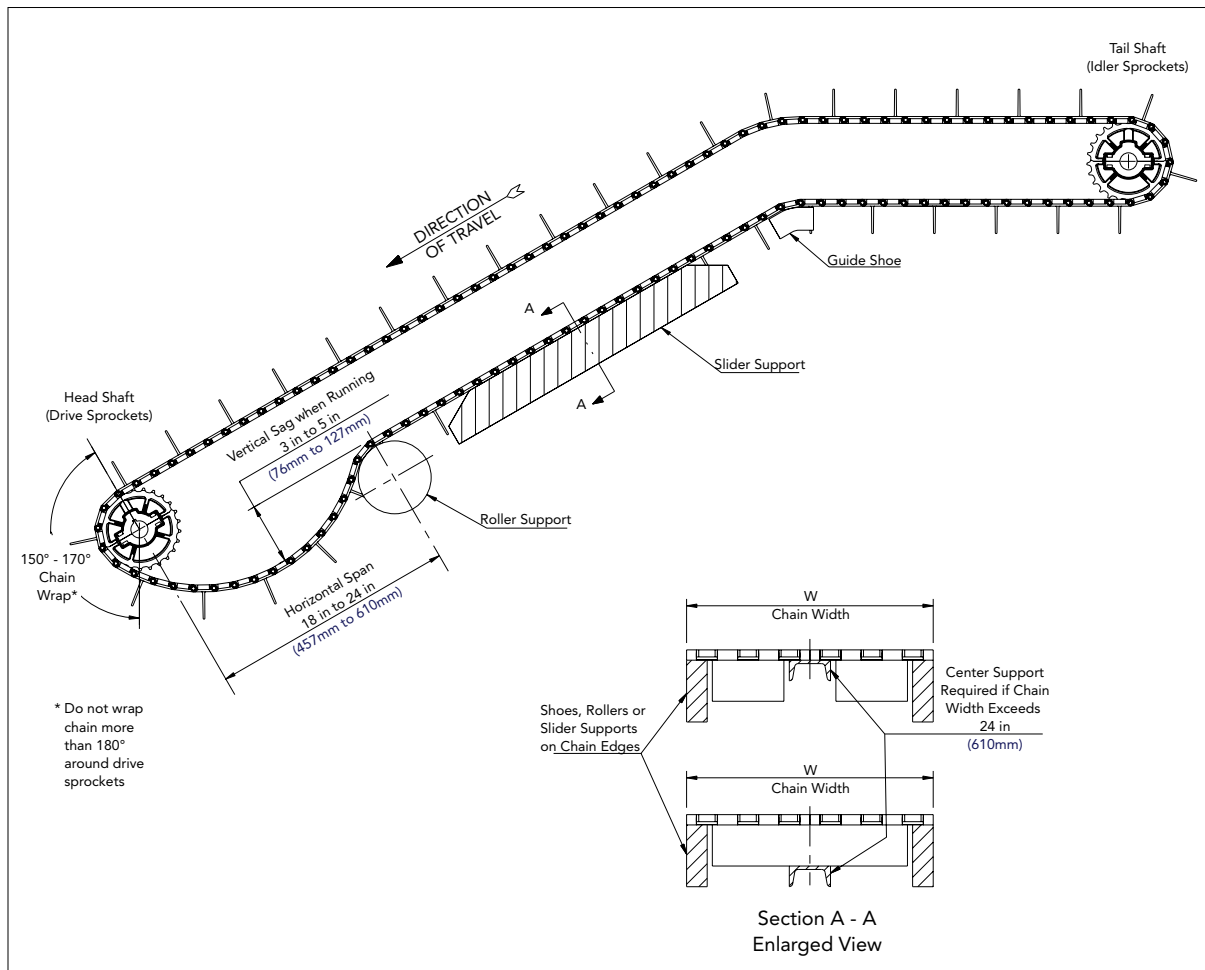 Tail Shaft
(Idler Sprockets)
DIRECTION
OF TRAVEL
Guide Shoe
A
Slider Support
A
Head Shaft
(Drive Sprockets)
Vertical Sag when Running
3 in to 5 in
(76mm to 127mm)
Roller Support
150° - 170°
Chain
Wrap*
Horizontal Span
18 in to 24 in
(457mm to 610mm)
* Do not wrap
chain more
than 180°
around drive
sprockets
W
Chain Width
Shoes, Rollers or
Slider Supports
on Chain Edges
Center Support
Required if Chain
Width Exceeds
24 in
(610mm)
W
Chain Width
Section A - A
Enlarged View